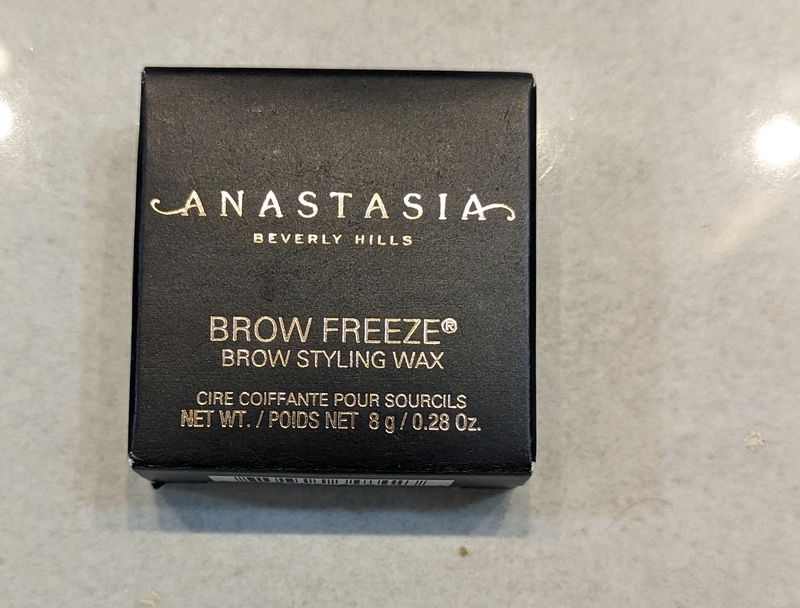 ANASTASIA
BEVERLY HILLS
BROW FREEZE®
BROW STYLING WAX
CIRE COIFFANTE POUR SOURCILS
NET WT. / POIDS NET 8 g / 0.28 Oz.